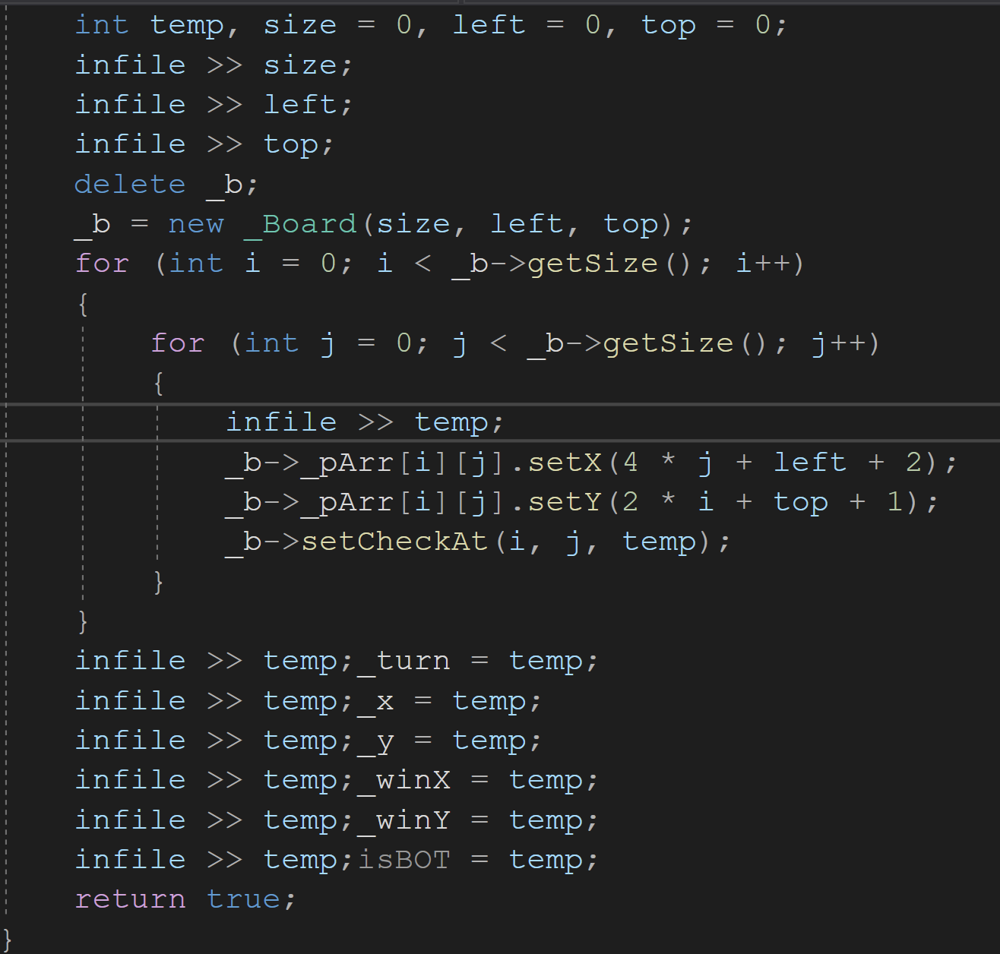 int temp, size = 0, left = 0, top = 0;
infile >> size;
infile >> left;
infile >> top;
delete _b;
_b = new _Board(size, left, top);
for (int i = 0; i < _b->getSize(); i++)
{
for (int j = 0; j < _b->getSize(); j++)
{
infile >> temp;
_b->_pArr[i][j].setX(4 * j + left + 2);
_b->_pArr[i][j].setY(2 * i + top + 1);
_b->setCheckAt(i, j, temp);
}
}
infile >> temp;_turn = temp;
infile >> temp;_x = temp;
infile >> temp;_y = temp;
infile >> temp;_winX = temp;
infile >> temp;_winY = temp;
infile >> temp;isBOT = temp;
return true;
}